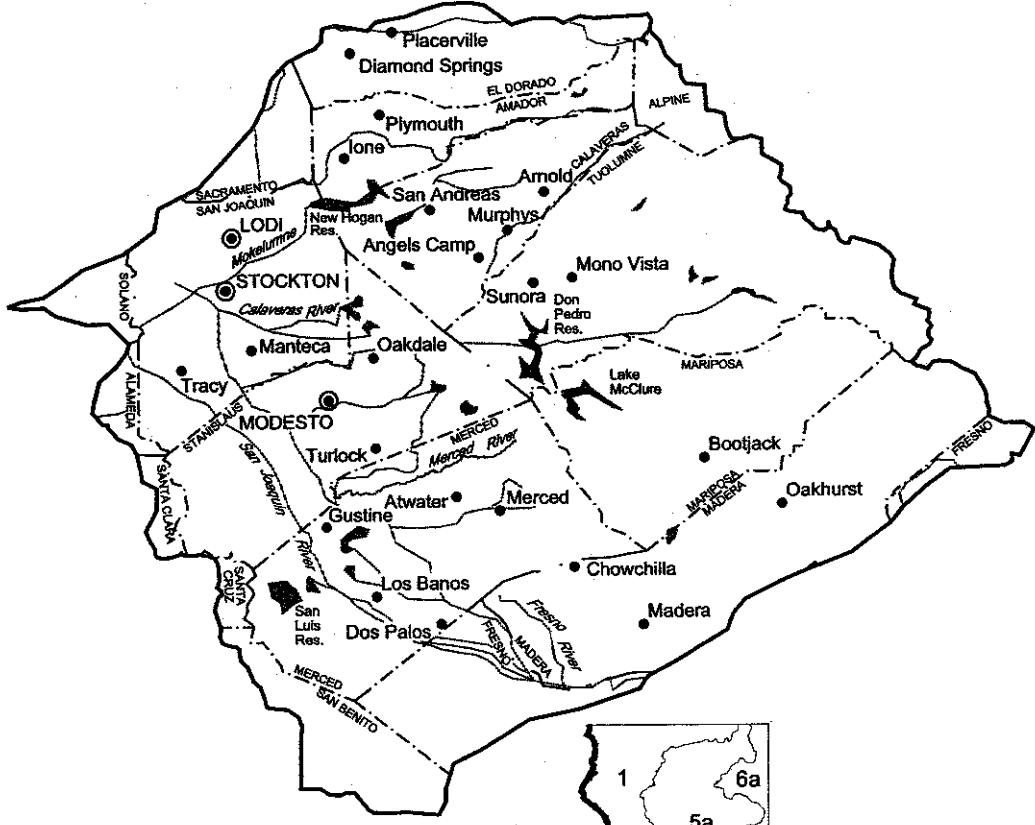 Placerville
Diamond Springs
EL DORADO
AMADOR
ALPINE
Plymouth
Ione
CALAVERAS
TUOLUMNE
SACRAMENTO
SAN JOAQUIN
San Andreas
Arnold
New Hogan
Res.
LODI
Murphys
Mokelumne
Angels Camp
SOLANO
STOCKTON
Mono Vista
Sunora
Don
Pedro
Res.
Calaveras River
Manteca
Oakdale
MARIPOSA
Tracy
Lake
McClure
ALAMEDA
STANISLAUS
MODESTO
MERCED
Turlock
Merced River
San Joaquin
River
Bootjack
FRESNO
SANTA CLARA
Atwater
Merced
MARIPOSA
MADERA
Oakhurst
Gustine
SANTA
CRUZ
Los Banos
Chowchilla
San
Luis
Res.
Dos Palos
FRESNO
MADERA
Fresno
River
Madera
MERCED
SAN BENITO
1
6a
5a